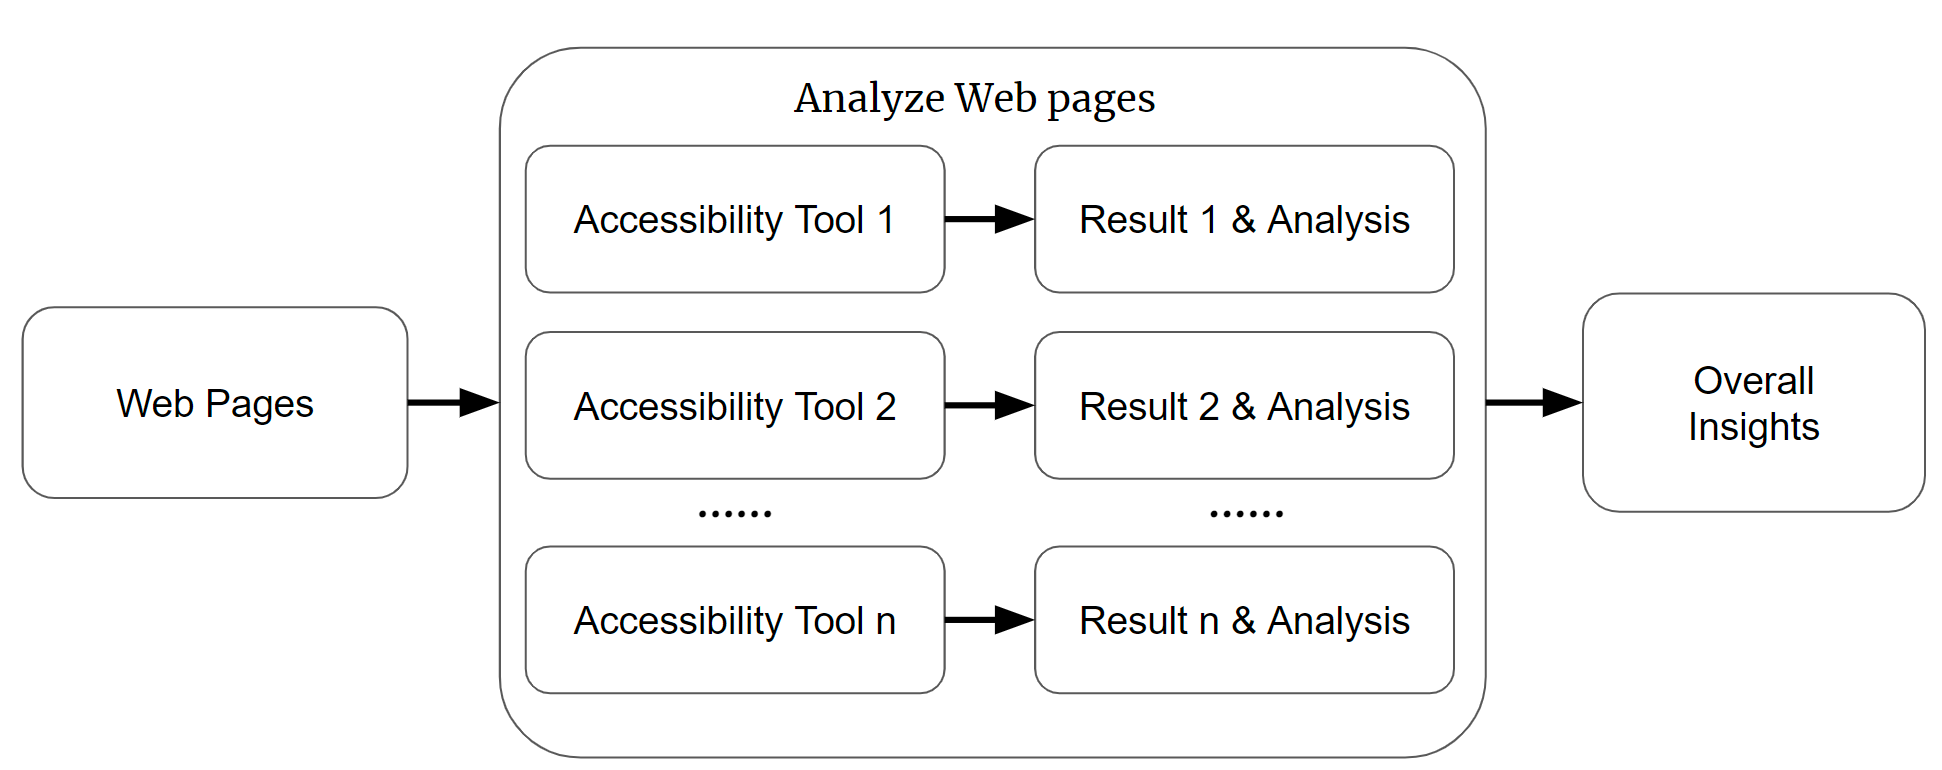 Analyze Web pages
Accessibility Tool 1
Result 1 & Analysis
Web Pages
Accessibility Tool 2
Result 2 & Analysis
Overall
Insights
......
......
Accessibility Tool n
Result n & Analysis